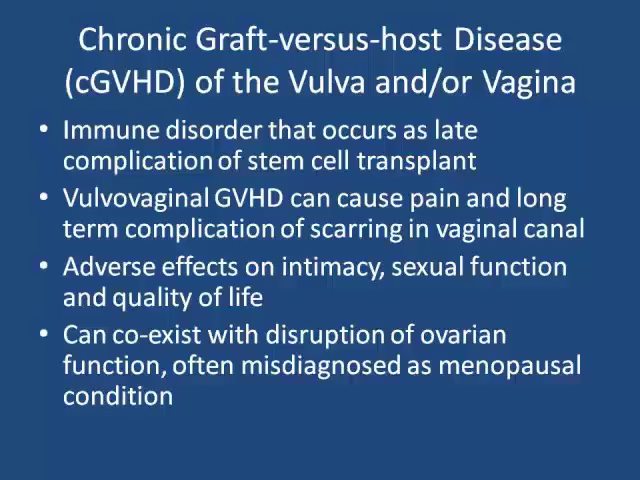 Chronic Graft-versus-host Disease
(cGVHD) of the Vulva and/or Vagina
• Immune disorder that occurs as late
complication of stem cell transplant
• Vulvovaginal GVHD can cause pain and long
term complication of scarring in vaginal canal
• Adverse effects on intimacy, sexual function
and quality of life
• Can co-exist with disruption of ovarian
function, often misdiagnosed as menopausal
condition